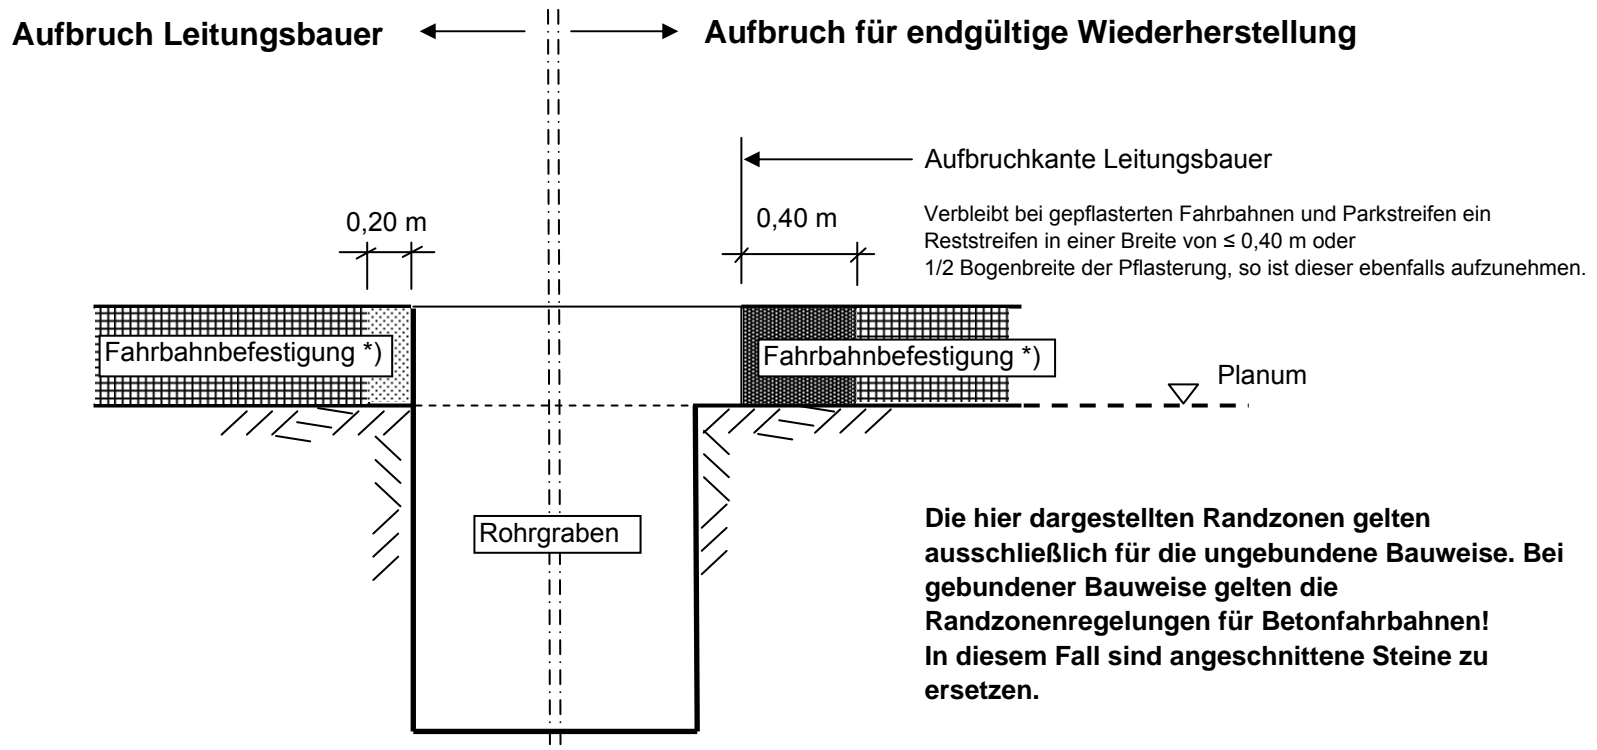 Aufbruch Leitungsbauer
Aufbruch für endgültige Wiederherstellung
Aufbruchkante Leitungsbauer
0,20 m
0,40 m
Verbleibt bei gepflasterten Fahrbahnen und Parkstreifen ein
Reststreifen in einer Breite von ≤ 0,40 m oder
1/2 Bogenbreite der Pflasterung, so ist dieser ebenfalls aufzunehmen.
Fahrbahnbefestigung *)
Fahrbahnbefestigung *)
Planum
Rohrgraben
Die hier dargestellten Randzonen gelten
ausschließlich für die ungebundene Bauweise. Bei
gebundener Bauweise gelten die
Randzonenregelungen für Betonfahrbahnen!
In diesem Fall sind angeschnittene Steine zu
ersetzen.